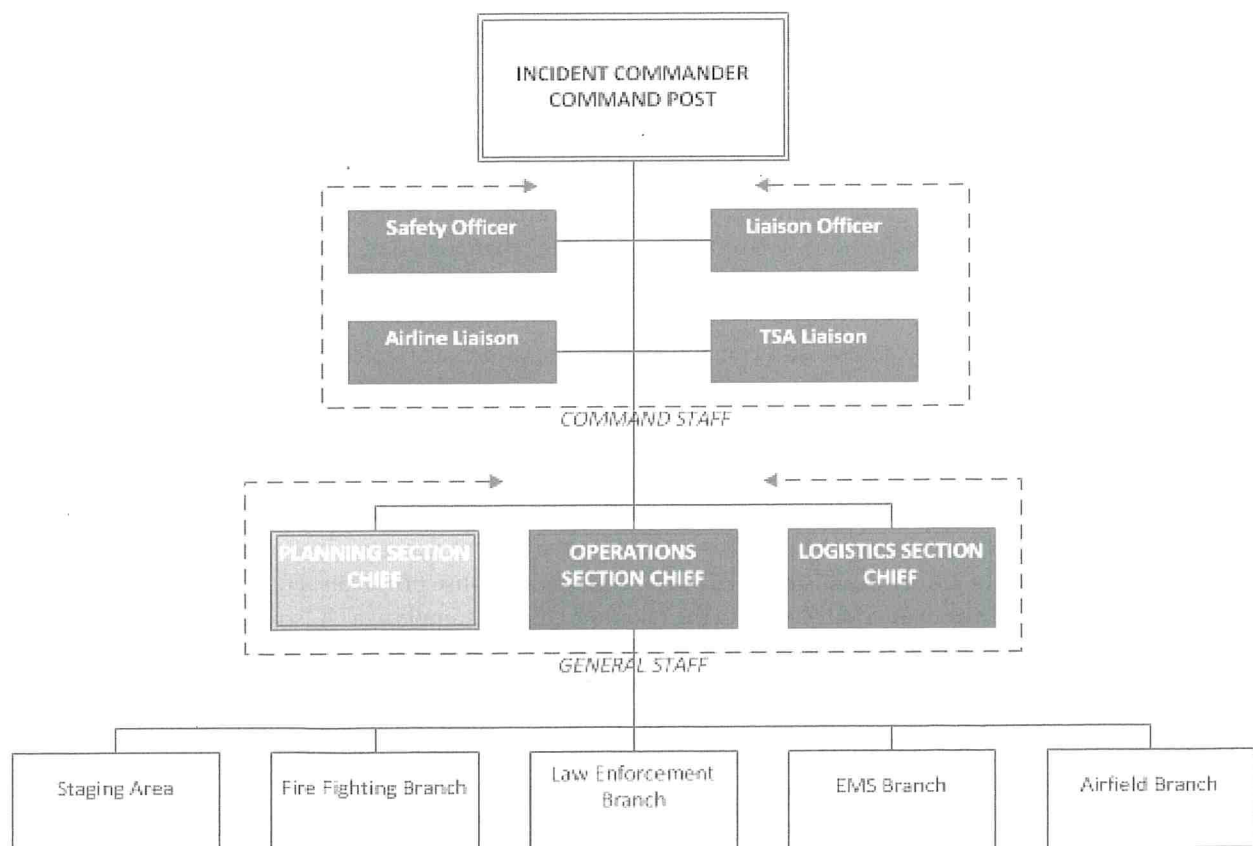 INCIDENT COMMANDER
COMMAND POST
Safety Officer
Liaison Officer
Airline Liaison
TSA Liaison
COMMAND STAFF
PLANNING SECTION
CHIEF
OPERATIONS
SECTION CHIEF
LOGISTICS SECTION
CHIEF
GENERAL STAFF
Staging Area
Fire Fighting Branch
Law Enforcement
Branch
EMS Branch
Airfield Branch